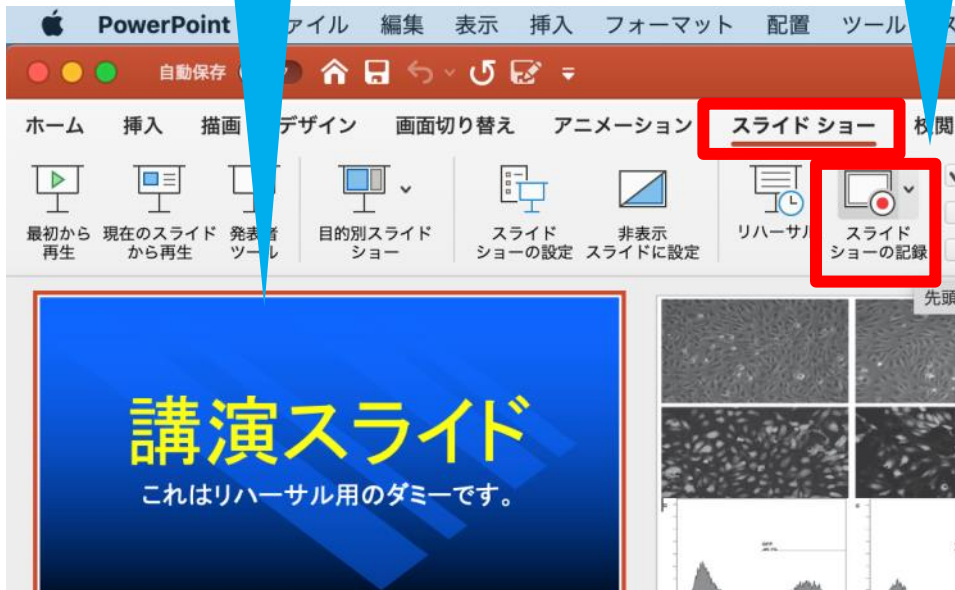 PowerPoint ァイル 編集 表示 挿入 フォーマット 配置 ツール
自動保存
ホーム 挿入 描画 デザイン 画面切り替え アニメーション スライド ショー 校閲
最初から
再生
現在のスライド
から再生
発表者
ツール
目的別スライド
ショー
スライド
ショーの設定
非表示
スライドに設定
リハーサル
スライド
ショーの記録
先頭
講演スライド
これはリハーサル用のダミーです。